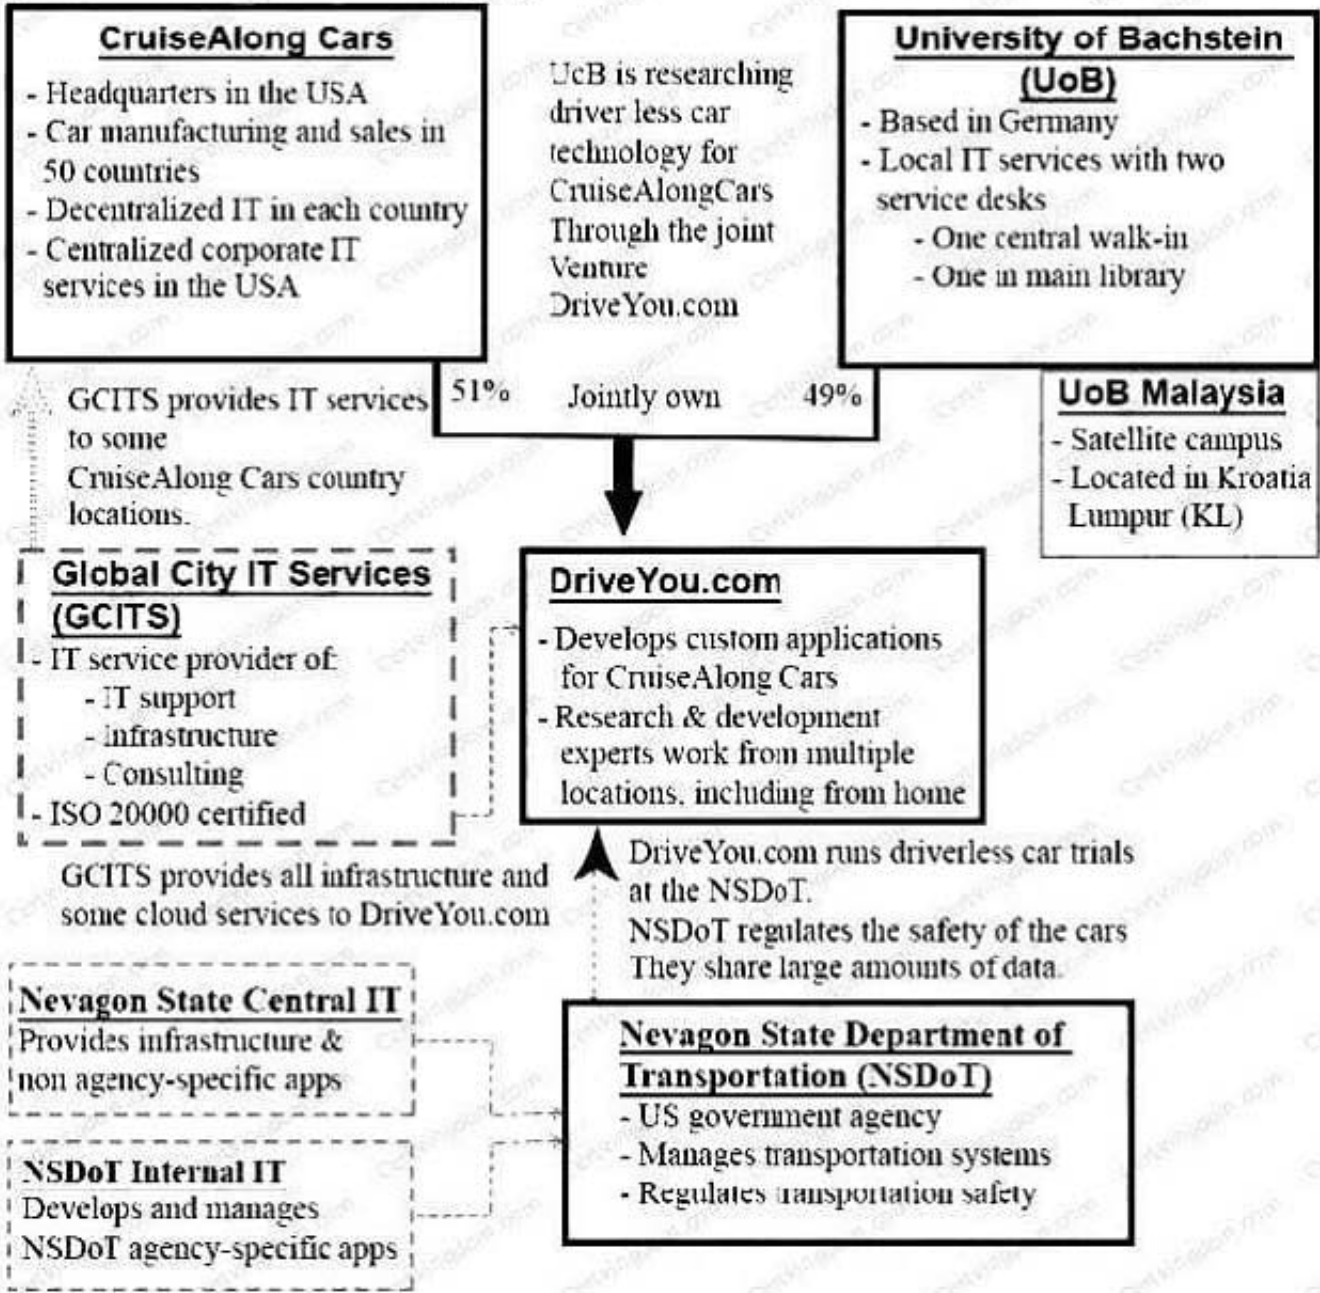 CruiseAlong Cars
- Headquarters in the USA
- Car manufacturing and sales in
50 countries
- Decentralized IT in each country
- Centralized corporate IT
services in the USA
UcB is researching
driver less car
technology for
CruiseAlongCars
Through the joint
Venture
DriveYou.com
University of Bachstein
(UoB)
- Based in Germany
- Local IT services with two
service desks
- One central walk-in
- One in main library
51% Jointly own 49%
UoB Malaysia
- Satellite campus
- Located in Kroatia
Lumpur (KL)
GCITS provides IT services
to some
CruiseAlong Cars country
locations.
Global City IT Services
(GCITS)
- IT service provider of:
- IT support
- Infrastructure
- Consulting
- ISO 20000 certified
DriveYou.com
- Develops custom applications
for CruiseAlong Cars
- Research & development
experts work from multiple
locations, including from home
GCITS provides all infrastructure and
some cloud services to DriveYou.com
DriveYou.com runs driverless car trials
at the NSDoT.
NSDoT regulates the safety of the cars
They share large amounts of data.
Nevagon State Central IT
Provides infrastructure &
non agency-specific apps
NSDoT Internal IT
Develops and manages
NSDoT agency-specific apps
Nevagon State Department of
Transportation (NSDoT)
- US government agency
- Manages transportation systems
- Regulates transportation safety